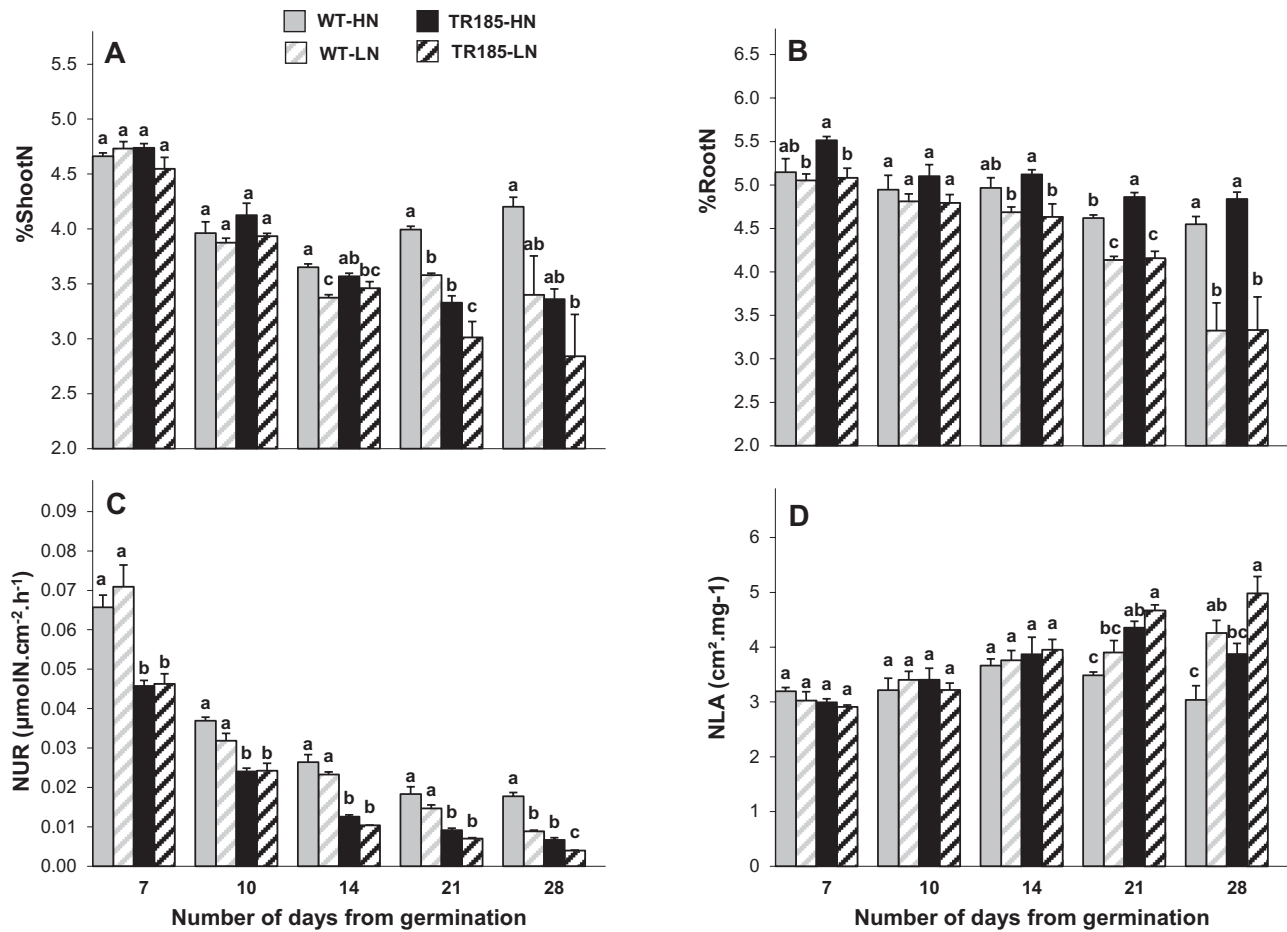 WT-HN TR185-HN
WT-LN TR185-LN
A
%ShootN
5.5
5.0
4.5
4.0
3.5
3.0
2.5
2.0
a a a a
a a a a
a c ab bc
a b b c
a ab ab b
B
%RootN
6.5
6.0
5.5
5.0
4.5
4.0
3.5
3.0
2.5
2.0
ab b a b
a a a a
ab b a b
b c a c
a b a b
C
NUR (µmolN.cm⁻².h⁻¹)
0.09
0.08
0.07
0.06
0.05
0.04
0.03
0.02
0.01
0.00
a a b b
a a b b
a a b b
a a b b
a b b c
7 10 14 21 28
Number of days from germination
D
NLA (cm².mg-1)
6
5
4
3
2
1
0
a a a a
a a a a
a a a a
c bc ab a
c ab bc a
7 10 14 21 28
Number of days from germination